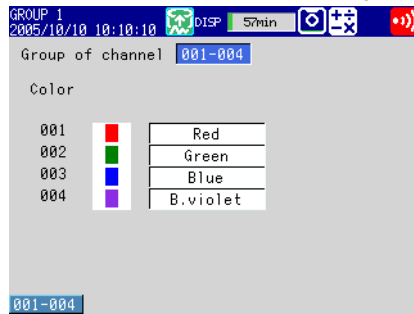 GROUP 1
2005/10/10 10:10:10 DISP 57min
Group of channel 001-004
Color
001 Red
002 Green
003 Blue
004 B.violet
001-004